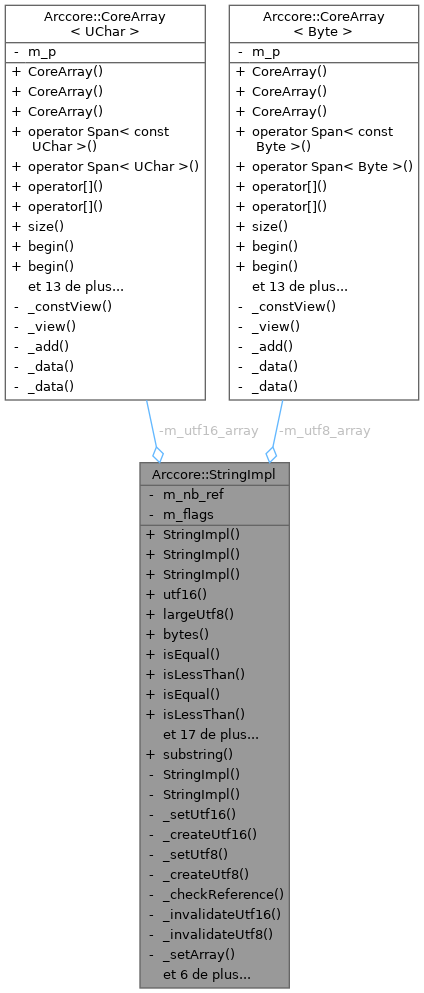 Arccore::CoreArray
< UChar >
- m_p
+ CoreArray()
+ CoreArray()
+ CoreArray()
+ operator Span< const
UChar >()
+ operator Span< UChar >()
+ operator[]()
+ operator[]()
+ size()
+ begin()
+ begin()
et 13 de plus...
- _constView()
- _view()
- _add()
- _data()
- _data()
Arccore::CoreArray
< Byte >
- m_p
+ CoreArray()
+ CoreArray()
+ CoreArray()
+ operator Span< const
Byte >()
+ operator Span< Byte >()
+ operator[]()
+ operator[]()
+ size()
+ begin()
+ begin()
et 13 de plus...
- _constView()
- _view()
- _add()
- _data()
- _data()
-m_utf16_array
-m_utf8_array
Arccore::StringImpl
- m_nb_ref
- m_flags
+ StringImpl()
+ StringImpl()
+ StringImpl()
+ utf16()
+ largeUtf8()
+ bytes()
+ isEqual()
+ isLessThan()
+ isEqual()
+ isLessThan()
et 17 de plus...
+ substring()
- StringImpl()
- StringImpl()
- _setUtf16()
- _createUtf16()
- _setUtf8()
- _createUtf8()
- _checkReference()
- _invalidateUtf16()
- _invalidateUtf8()
- _setArray()
et 6 de plus...